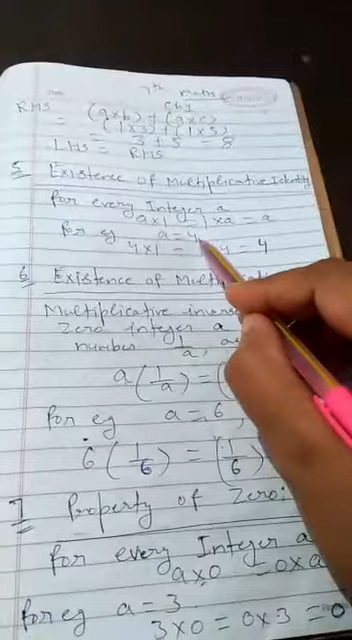 7th maths
Ch 1
RHS = (a×b) + (a×c)
= (1×3) + (1×5)
= 3 + 5 = 8
LHS = RHS
5 Existence of Multiplicative Identity
for every Integer a
a×1 = 1×a = a
for eg a = 4
4×1 = 4 = 4
6 Existence of
Multiplicative inverse
Zero integer a
number 1/a,
a(1/a) =
for eg a = 6,
6(1/6) = (1/6)
7 Property of Zero:
for every Integer a
a×0 = 0×a
for eg a = 3
3×0 = 0×3 = 0